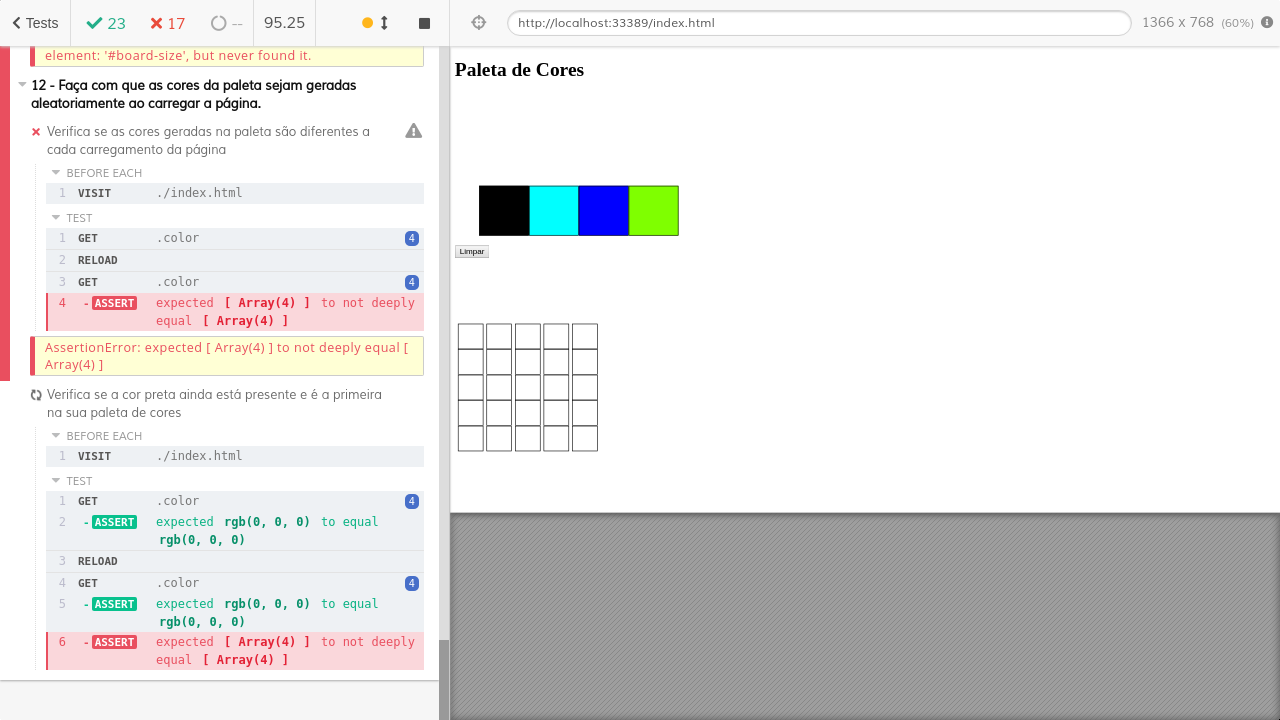 Tests
23
17
--
95.25
http://localhost:33389/index.html
1366 x 768 (60%)
element: '#board-size', but never found it.
12 - Faça com que as cores da paleta sejam geradas
aleatoriamente ao carregar a página.
Verifica se as cores geradas na paleta são diferentes a
cada carregamento da página
BEFORE EACH
1 VISIT ./index.html
TEST
1 GET .color 4
2 RELOAD
3 GET .color 4
4 -ASSERT expected [ Array(4) ] to not deeply
equal [ Array(4) ]
AssertionError: expected [ Array(4) ] to not deeply equal [
Array(4) ]
Verifica se a cor preta ainda está presente e é a primeira
na sua paleta de cores
BEFORE EACH
1 VISIT ./index.html
TEST
1 GET .color 4
2 -ASSERT expected rgb(0, 0, 0) to equal
rgb(0, 0, 0)
3 RELOAD
4 GET .color 4
5 -ASSERT expected rgb(0, 0, 0) to equal
rgb(0, 0, 0)
6 -ASSERT expected [ Array(4) ] to not deeply
equal [ Array(4) ]
Paleta de Cores
Limpar